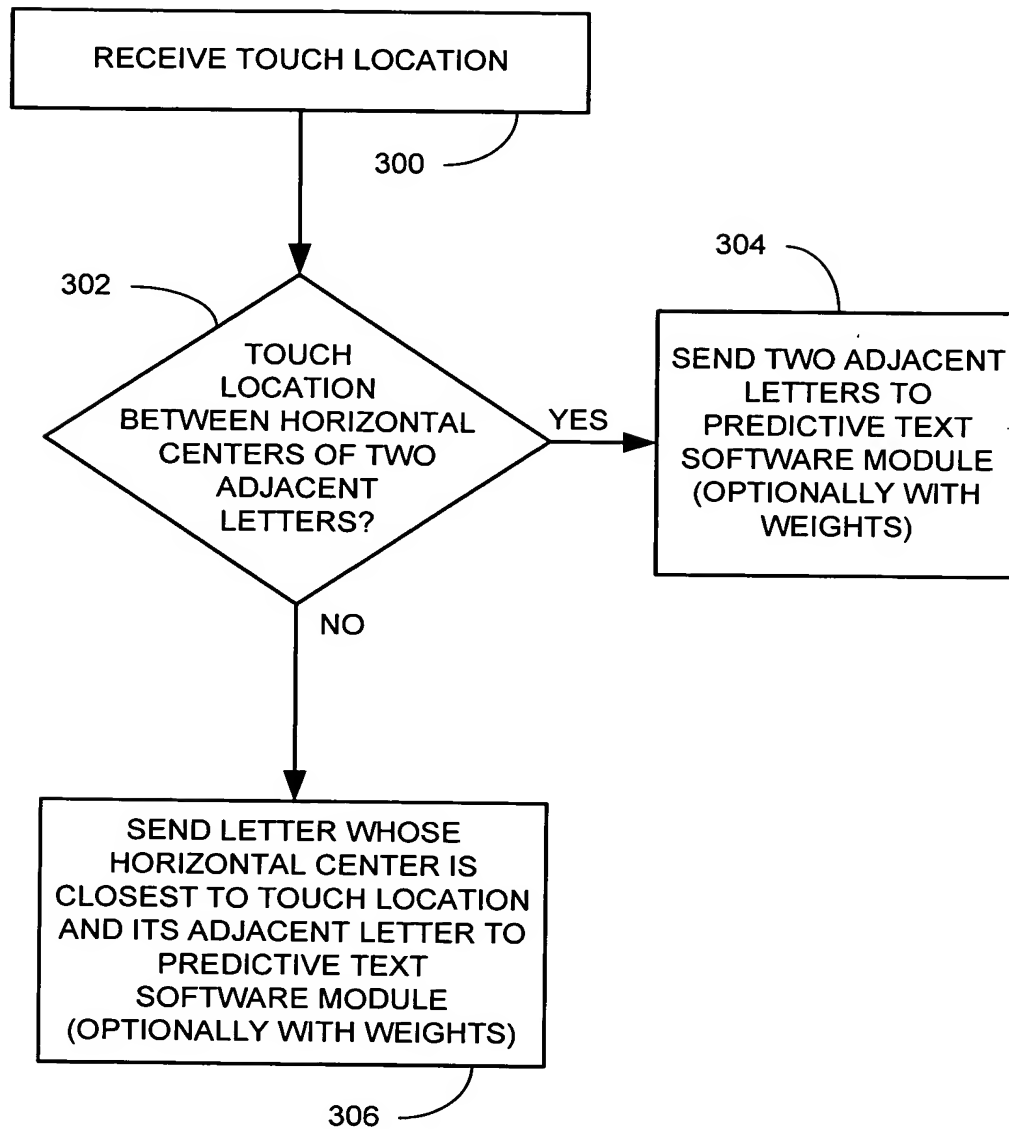 RECEIVE TOUCH LOCATION
300
302
TOUCH
LOCATION
BETWEEN HORIZONTAL
CENTERS OF TWO
ADJACENT
LETTERS?
YES
304
SEND TWO ADJACENT
LETTERS TO
PREDICTIVE TEXT
SOFTWARE MODULE
(OPTIONALLY WITH
WEIGHTS)
NO
SEND LETTER WHOSE
HORIZONTAL CENTER IS
CLOSEST TO TOUCH LOCATION
AND ITS ADJACENT LETTER TO
PREDICTIVE TEXT
SOFTWARE MODULE
(OPTIONALLY WITH WEIGHTS)
306